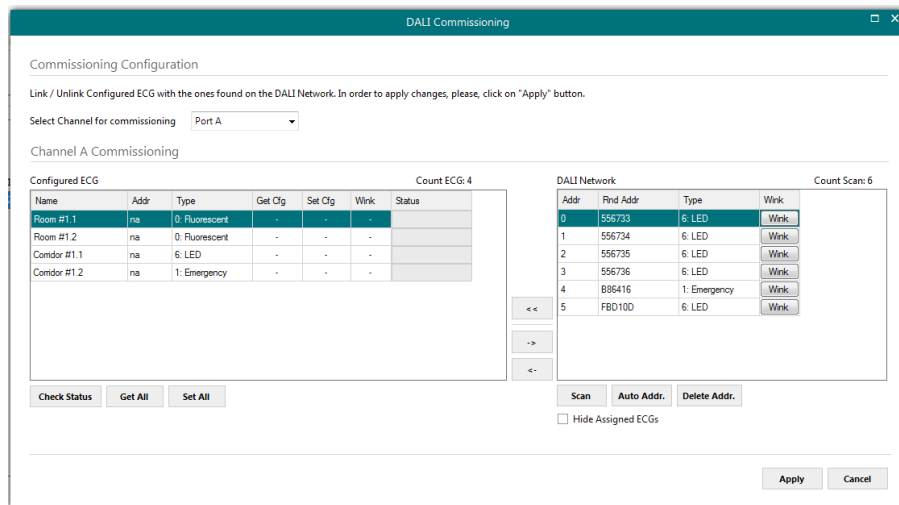 DALI Commissioning
Commissioning Configuration
Link / Unlink Configured ECG with the ones found on the DALI Network. In order to apply changes, please, click on "Apply" button.
Select Channel for commissioning Port A
Channel A Commissioning
Configured ECG Count ECG: 4
Name Addr Type Get Cfg Set Cfg Wink Status
Room #1.1 na 0: Fluorescent - - -
Room #1.2 na 0: Fluorescent - - -
Corridor #1.1 na 6: LED - - -
Corridor #1.2 na 1: Emergency - - -
Check Status Get All Set All
<<
->
<-
DALI Network Count Scan: 6
Addr Rnd Addr Type Wink
0 556733 6: LED Wink
1 556734 6: LED Wink
2 556735 6: LED Wink
3 556736 6: LED Wink
4 B86416 1: Emergency Wink
5 FBD10D 6: LED Wink
Scan Auto Addr. Delete Addr.
Hide Assigned ECGs
Apply Cancel